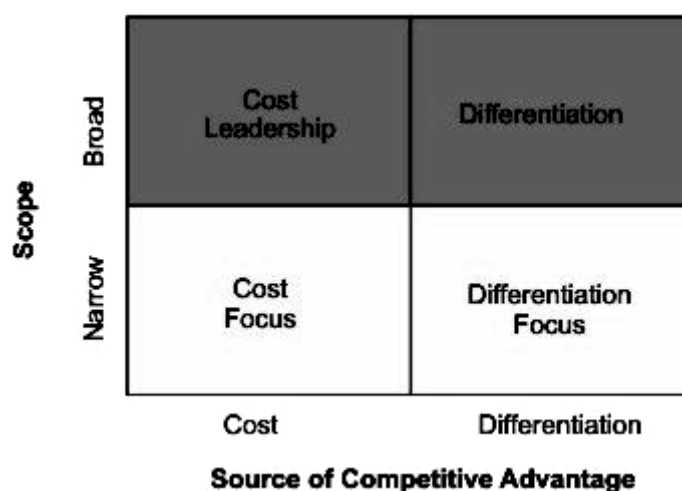 Scope
Broad
Narrow
Cost
Leadership
Differentiation
Cost
Focus
Differentiation
Focus
Cost
Differentiation
Source of Competitive Advantage